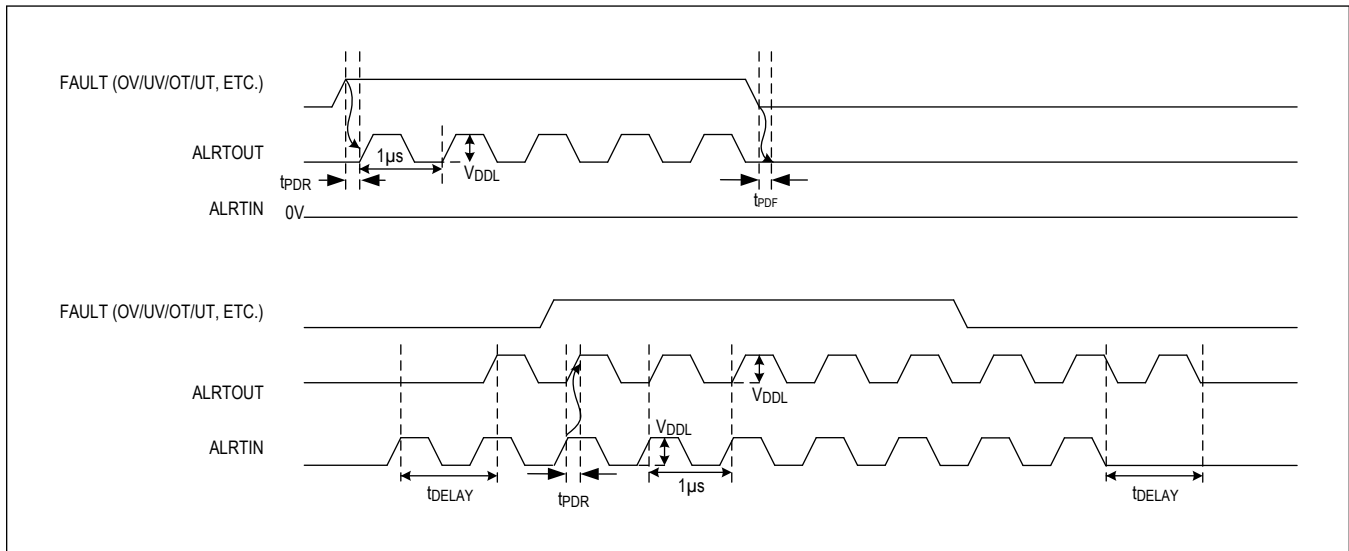 FAULT (OV/UV/OT/UT, ETC.)
ALRTOUT
1µs
VDDL
tPDR
tPDF
ALRTIN
0V
FAULT (OV/UV/OT/UT, ETC.)
ALRTOUT
VDDL
ALRTIN
VDDL
tDELAY
tPDR
1µs
tDELAY